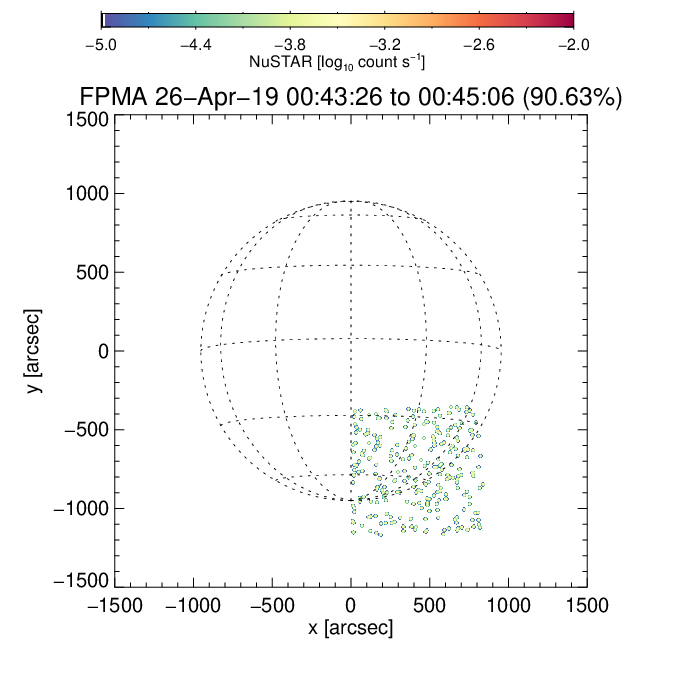 −5.0 −4.4 −3.8 −3.2 −2.6 −2.0
NuSTAR [log10 count s−1]
FPMA 26−Apr−19 00:43:26 to 00:45:06 (90.63%)
1500
1000
500
0
−500
−1000
−1500
y [arcsec]
−1500 −1000 −500 0 500 1000 1500
x [arcsec]